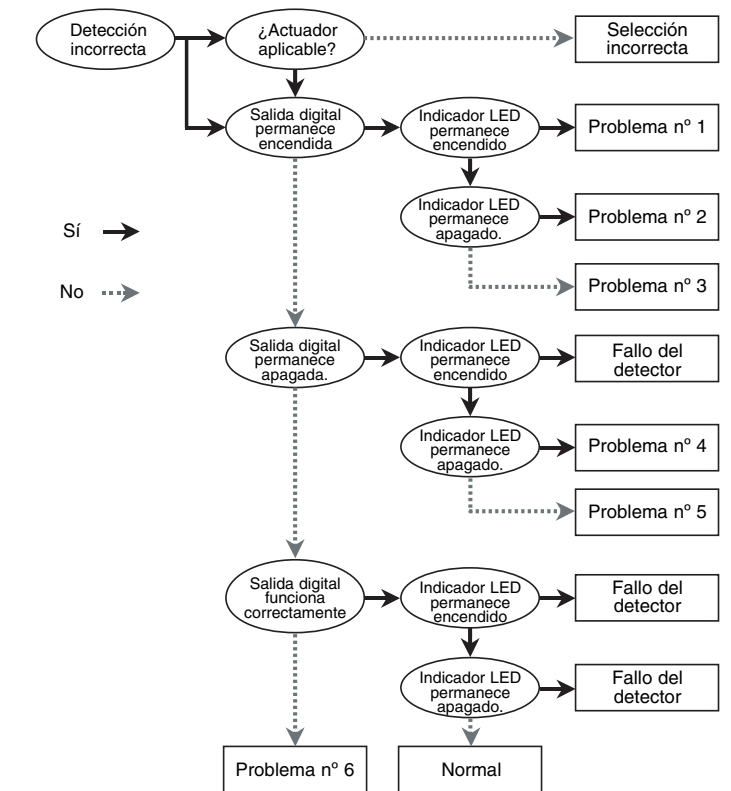 Detección
incorrecta
¿Actuador
aplicable?
Selección
incorrecta
Salida digital
permanece
encendida
Indicador LED
permanece
encendido
Problema nº 1
Indicador LED
permanece
apagado.
Problema nº 2
Sí
No
Problema nº 3
Salida digital
permanece
apagada.
Indicador LED
permanece
encendido
Fallo del
detector
Indicador LED
permanece
apagado.
Problema nº 4
Problema nº 5
Salida digital
funciona
correctamente
Indicador LED
permanece
encendido
Fallo del
detector
Indicador LED
permanece
apagado.
Fallo del
detector
Problema nº 6
Normal